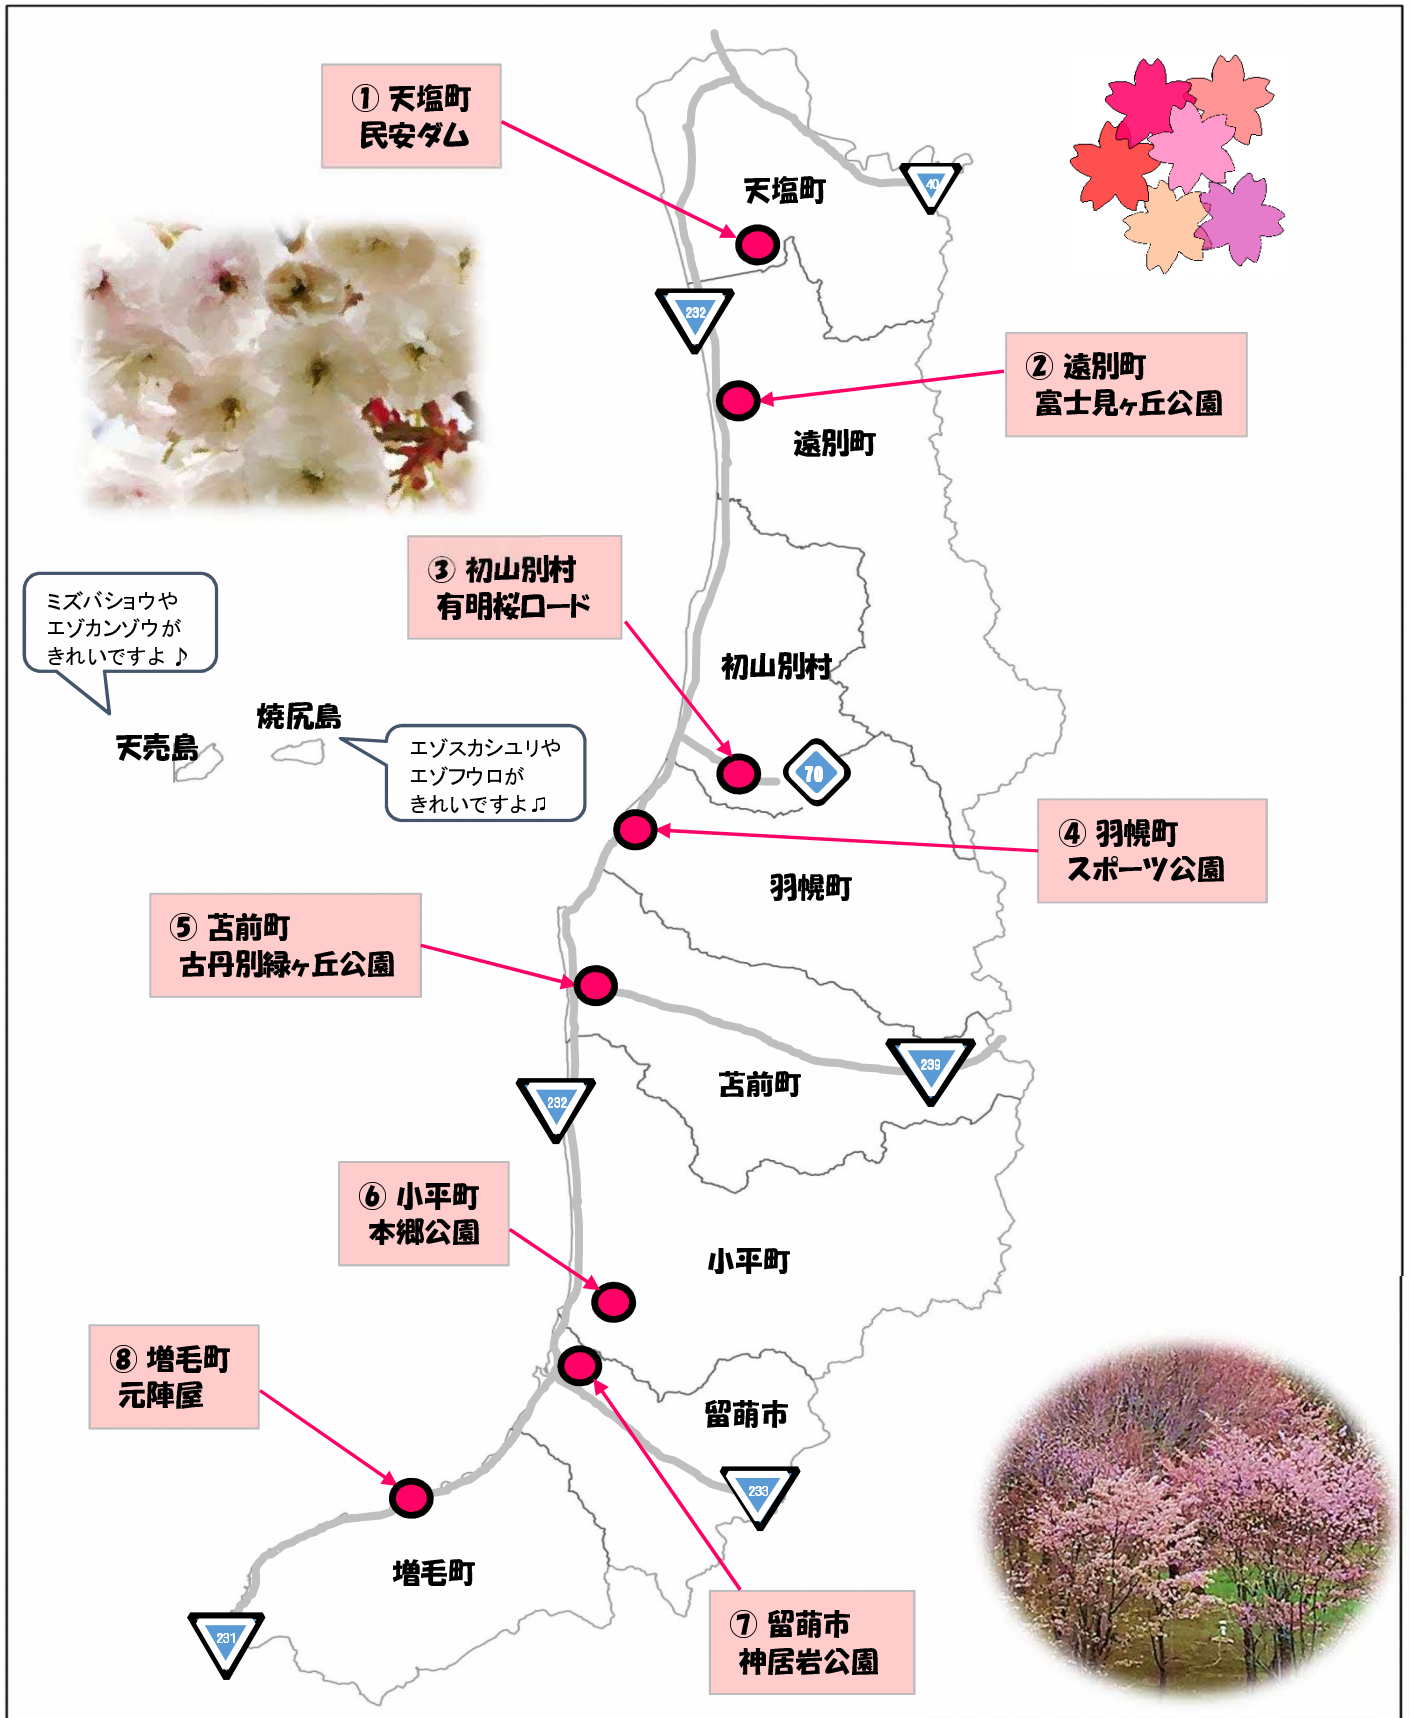 ① 天塩町
民安ダム
天塩町
40
232
② 遠別町
富士見ヶ丘公園
遠別町
③ 初山別村
有明桜ロード
初山別村
ミズバショウや
エゾカンゾウが
きれいですよ♪
天売島
焼尻島
エゾスカシユリや
エゾフウロが
きれいですよ♫
70
④ 羽幌町
スポーツ公園
羽幌町
⑤ 苫前町
古丹別緑ヶ丘公園
239
苫前町
232
⑥ 小平町
本郷公園
小平町
⑧ 増毛町
元陣屋
留萌市
233
増毛町
231
⑦ 留萌市
神居岩公園